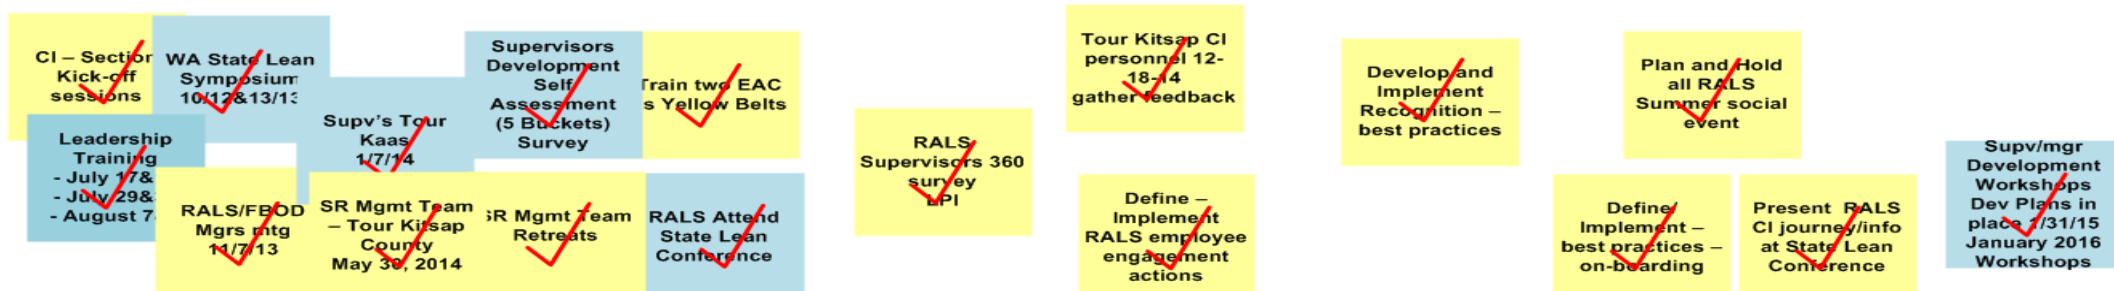 CI – Section
Kick-off
sessions
WA State Lean
Symposium
10/12&13/13
Leadership
Training
- July 17&
- July 29&
- August 7
RALS/FBOD
Mgrs mtg
11/7/13
Supv's Tour
Kaas
1/7/14
SR Mgmt Team
– Tour Kitsap
County
May 30, 2014
Supervisors
Development
Self
Assessment
(5 Buckets)
Survey
SR Mgmt Team
Retreats
Train two EAC
s Yellow Belts
RALS Attend
State Lean
Conference
RALS
Supervisors 360
survey
LPI
Tour Kitsap CI
personnel 12-
18-14
gather feedback
Define –
Implement
RALS employee
engagement
actions
Develop and
Implement
Recognition –
best practices
Plan and Hold
all RALS
Summer social
event
Define/
Implement –
best practices –
on-boarding
Present RALS
CI journey/info
at State Lean
Conference
Supv/mgr
Development
Workshops
Dev Plans in
place 1/31/15
January 2016
Workshops